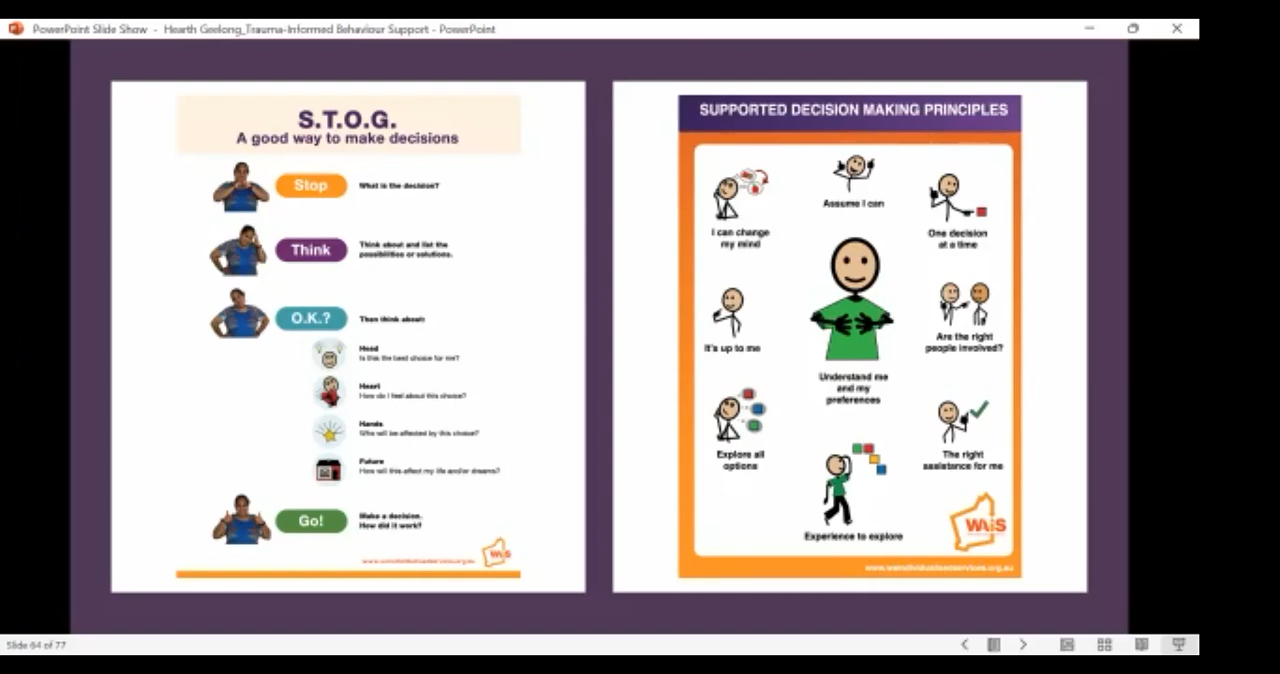 PowerPoint Slide Show - Hearth Geelong_Trauma-Informed Behaviour Support - PowerPoint
S.T.O.G.
A good way to make decisions
Stop
What is the decision?
Think
Think about and list the
possibilities or solutions.
O.K.?
Then think about:
Head
Is this the best choice for me?
Heart
How do I feel about this choice?
Hands
Who will be affected by this choice?
Future
How will this affect my life and/or dreams?
Go!
Make a decision.
How did it work?
WAiS
SUPPORTED DECISION MAKING PRINCIPLES
I can change
my mind
Assume I can
One decision
at a time
It's up to me
Understand me
and my
preferences
Are the right
people involved?
Explore all
options
Experience to explore
The right
assistance for me
WAiS
www.waindividualisedservices.org.au
Slide 64 of 77